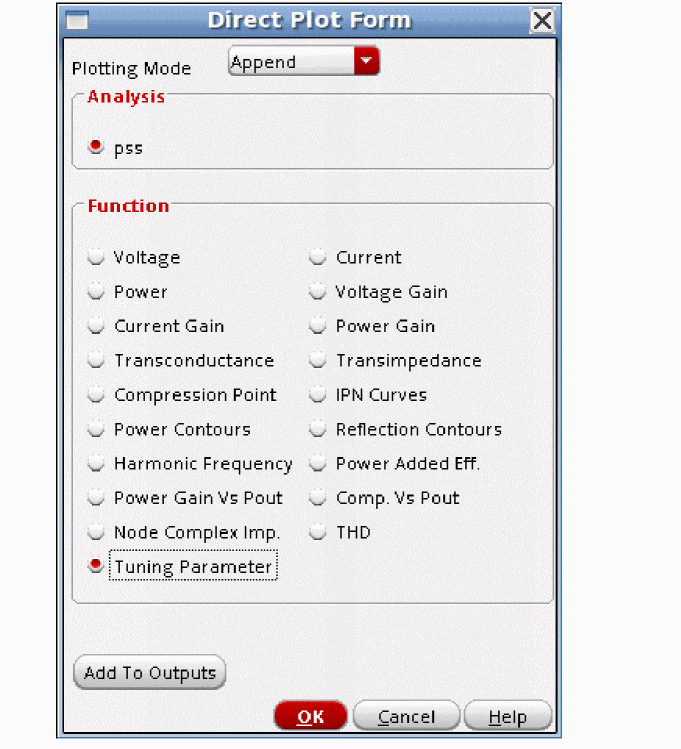 Direct Plot Form
Plotting Mode Append
Analysis
pss
Function
Voltage Current
Power Voltage Gain
Current Gain Power Gain
Transconductance Transimpedance
Compression Point IPN Curves
Power Contours Reflection Contours
Harmonic Frequency Power Added Eff.
Power Gain Vs Pout Comp. Vs Pout
Node Complex Imp. THD
Tuning Parameter
Add To Outputs
OK Cancel Help